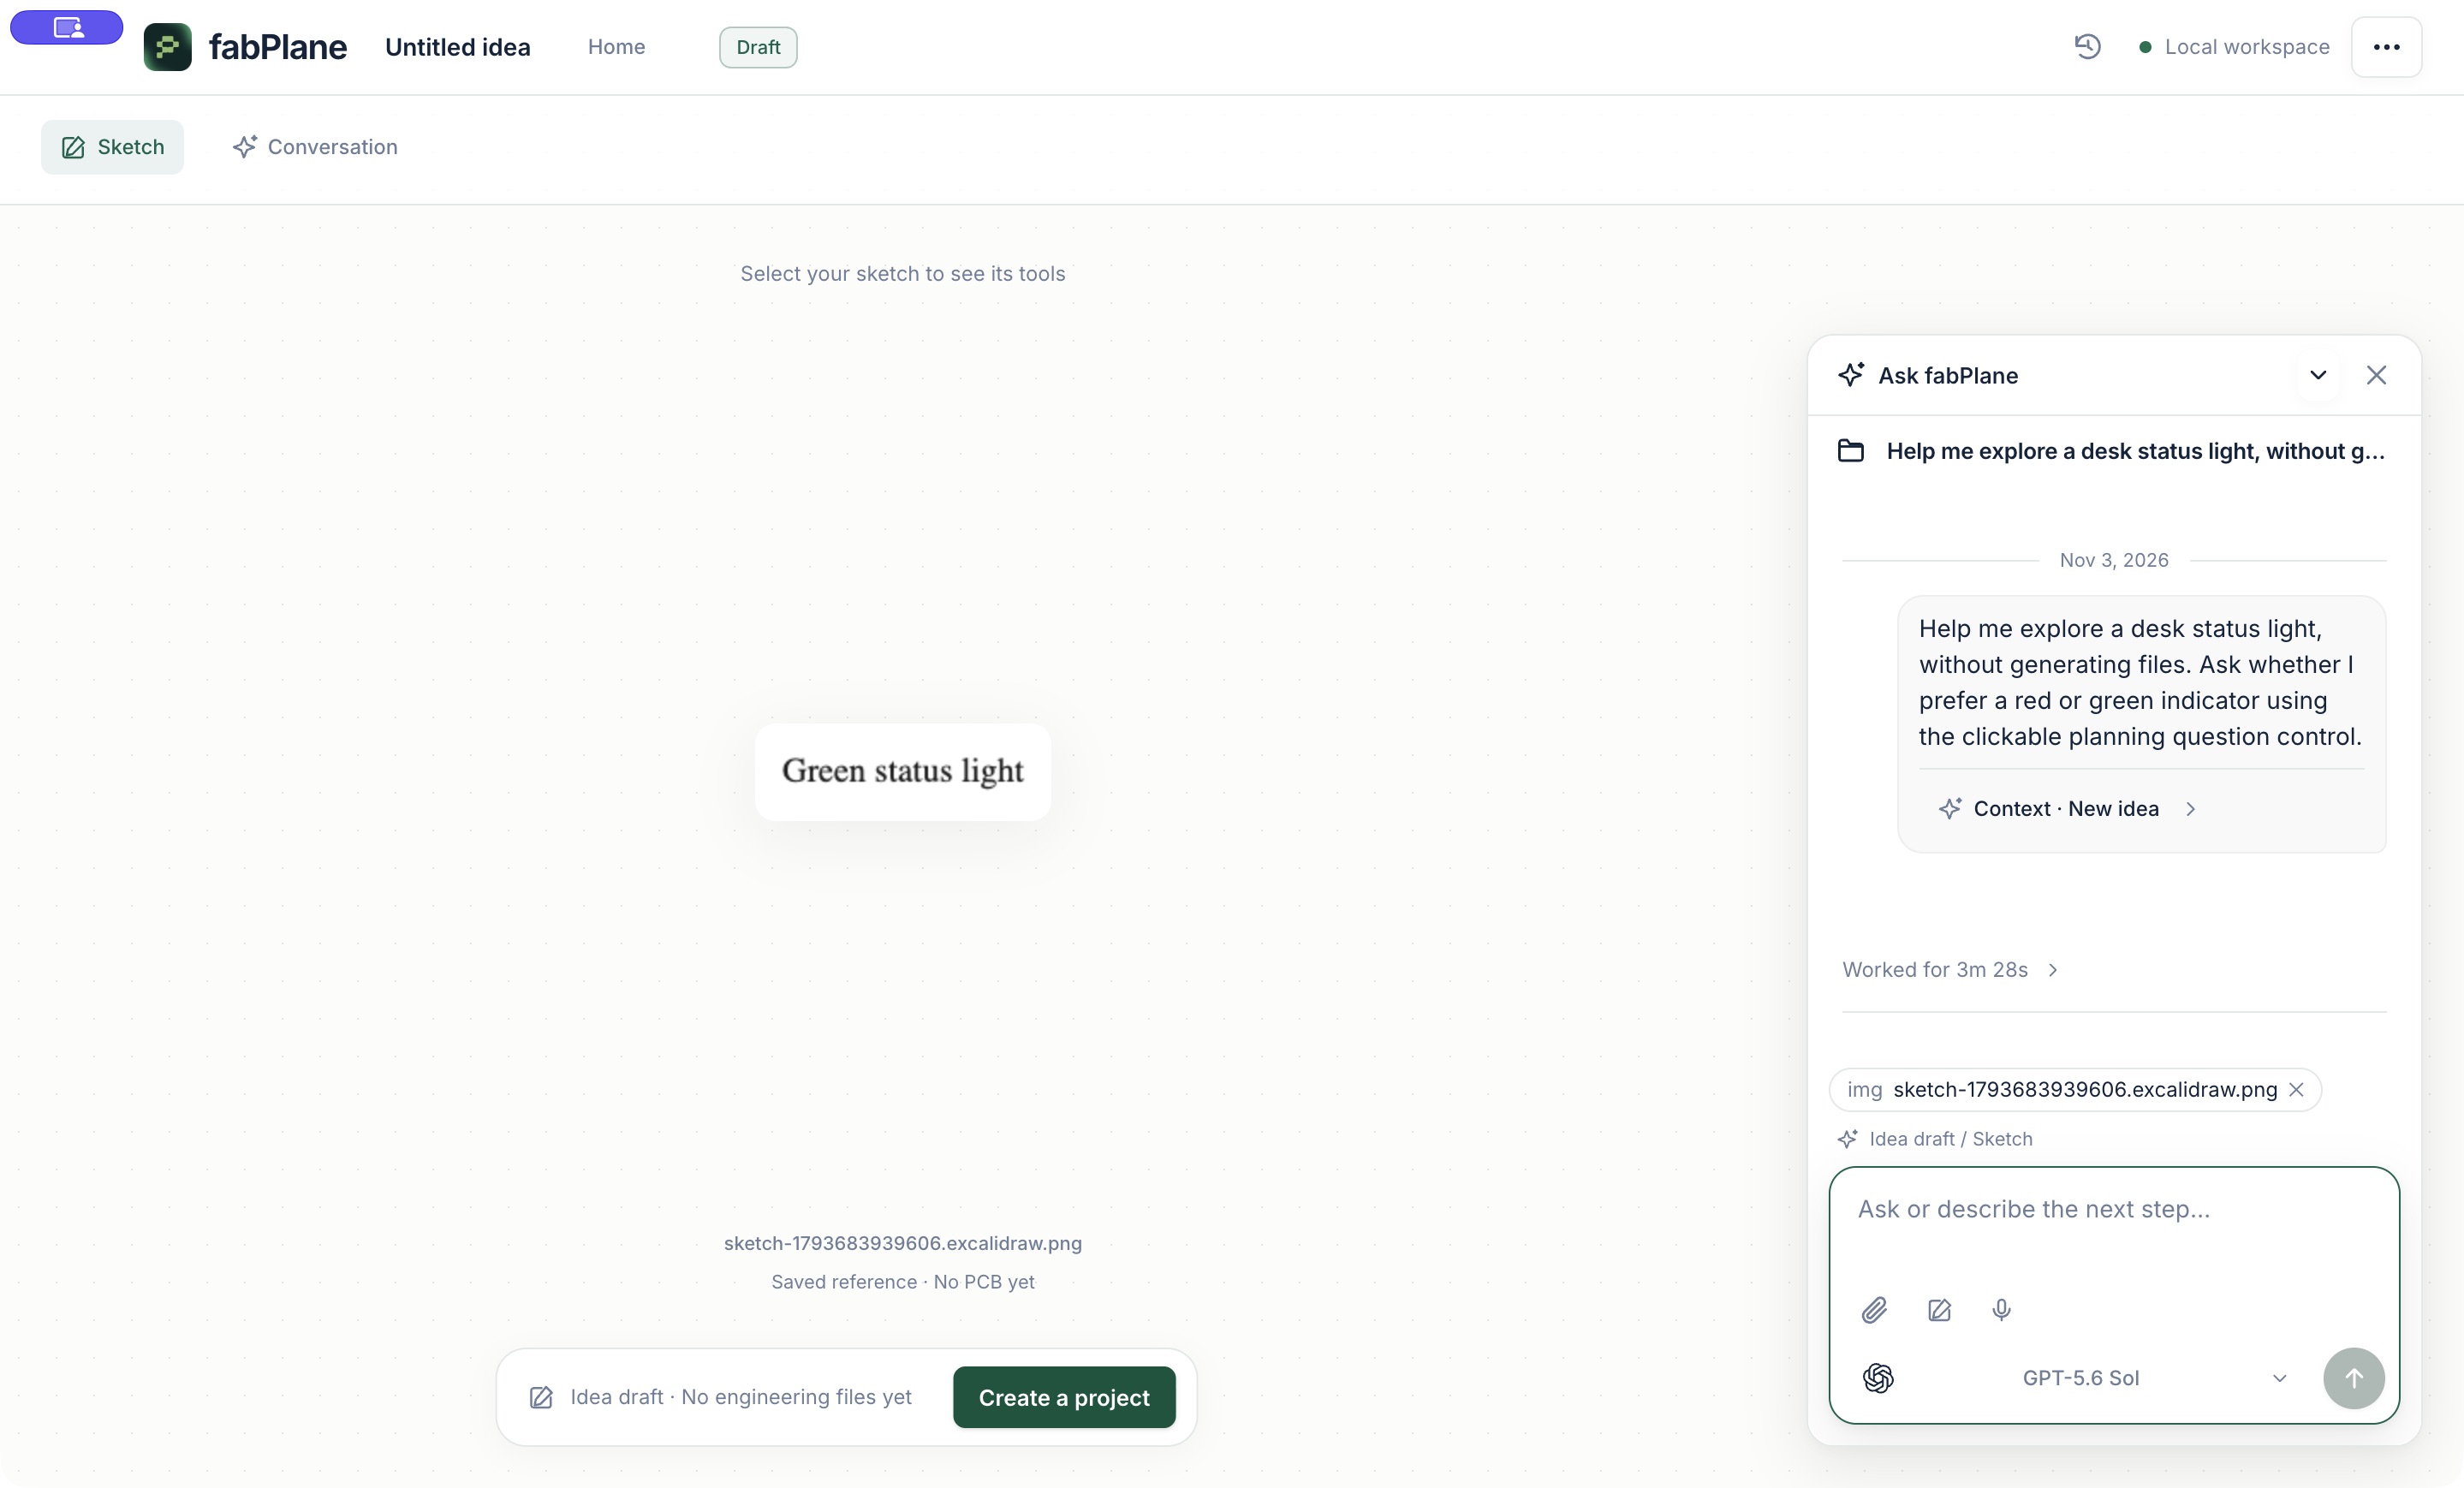 fabPlane
Untitled idea
Home
Draft
Local workspace
Sketch
Conversation
Select your sketch to see its tools
Green status light
sketch-1793683939606.excalidraw.png
Saved reference · No PCB yet
Idea draft · No engineering files yet
Create a project
Ask fabPlane
Help me explore a desk status light, without g...
Nov 3, 2026
Help me explore a desk status light,
without generating files. Ask whether I
prefer a red or green indicator using
the clickable planning question control.
Context · New idea
Worked for 3m 28s
img sketch-1793683939606.excalidraw.png
Idea draft / Sketch
Ask or describe the next step...
GPT-5.6 Sol